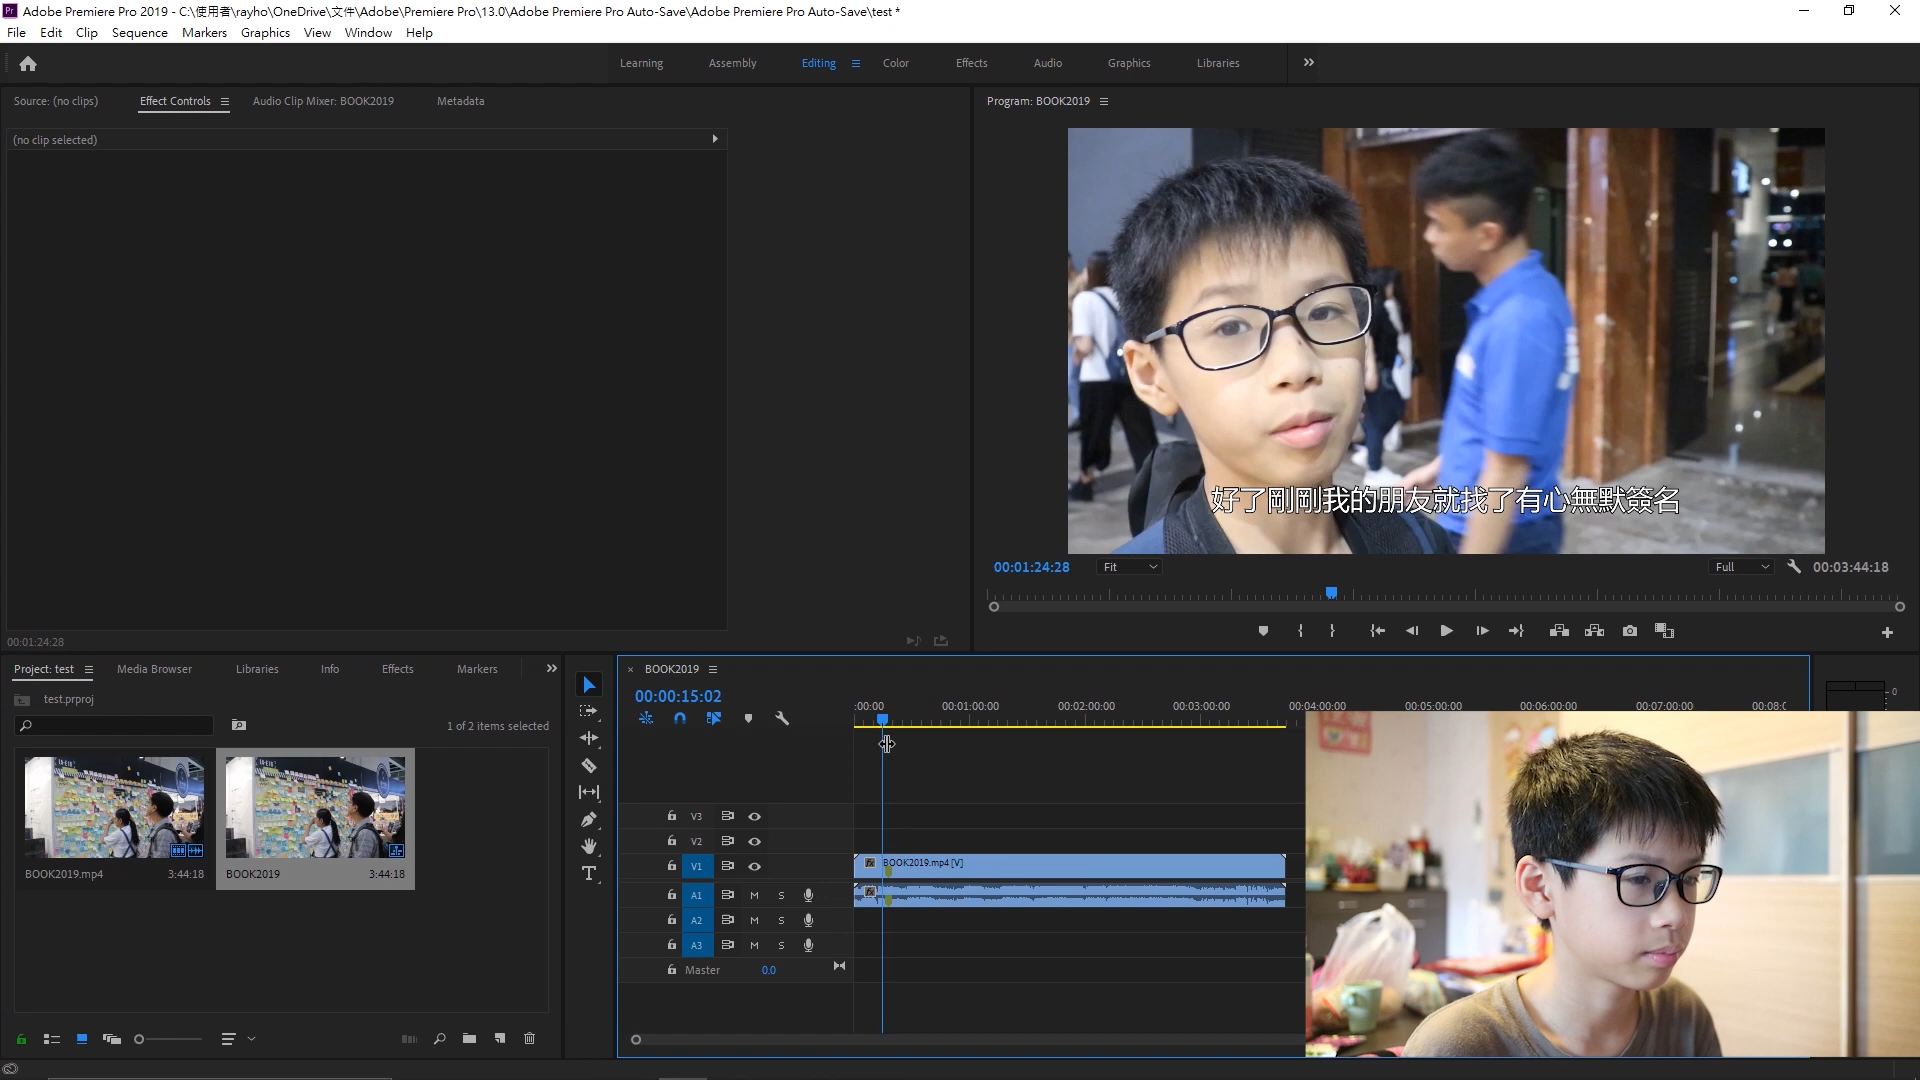 Adobe Premiere Pro 2019 - C:\使用者\rayho\OneDrive\文件\Adobe\Premiere Pro\13.0\Adobe Premiere Pro Auto-Save\Adobe Premiere Pro Auto-Save\test *
File Edit Clip Sequence Markers Graphics View Window Help
Learning Assembly Editing Color Effects Audio Graphics Libraries
Source: (no clips) Effect Controls Audio Clip Mixer: BOOK2019 Metadata
Program: BOOK2019
(no clip selected)
好了剛剛我的朋友就找了有心無默簽名
00:01:24:28 Fit Full 00:03:44:18
00:01:24:28
Project: test Media Browser Libraries Info Effects Markers
test.prproj
1 of 2 items selected
BOOK2019.mp4 3:44:18
BOOK2019 3:44:18
BOOK2019
00:00:15:02
:00:00 00:01:00:00 00:02:00:00 00:03:00:00 00:04:00:00 00:05:00:00 00:06:00:00 00:07:00:00 00:08:0
0
V3
V2
V1 fx BOOK2019.mp4 [V]
A1 M S fx
A2 M S
A3 M S
Master 0.0